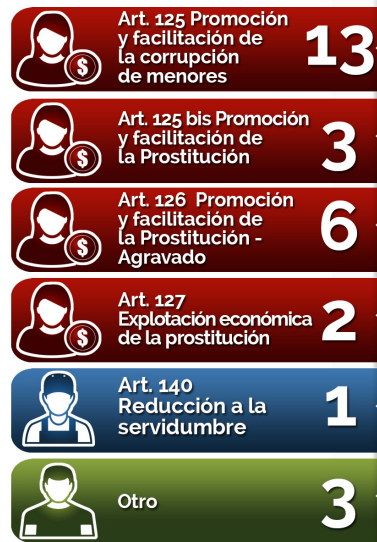 Art. 125 Promoción
y facilitación de
la corrupción
de menores
13
$
Art. 125 bis Promoción
y facilitación de
la Prostitución
3
$
Art. 126 Promoción
y facilitación de
la Prostitución -
Agravado
6
$
Art. 127
Explotación económica
de la prostitución
2
$
Art. 140
Reducción a la
servidumbre
1
Otro
3